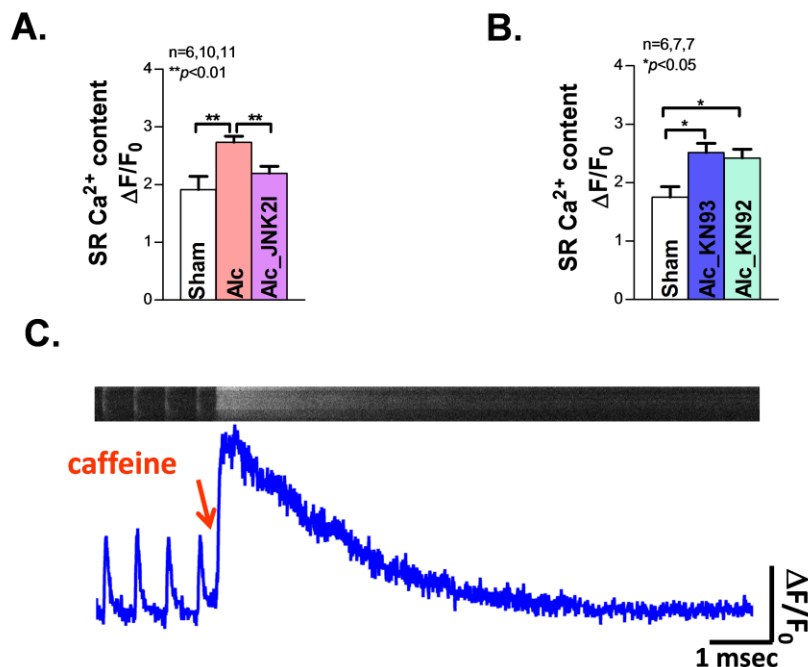 A.
n=6,10,11
**p<0.01
SR Ca²⁺ content
ΔF/F₀
4
3
2
1
0
**
**
Sham
Alc
Alc_JNK2I
B.
n=6,7,7
*p<0.05
SR Ca²⁺ content
ΔF/F₀
4
3
2
1
0
*
*
Sham
Alc_KN93
Alc_KN92
C.
caffeine
ΔF/F₀
1 msec